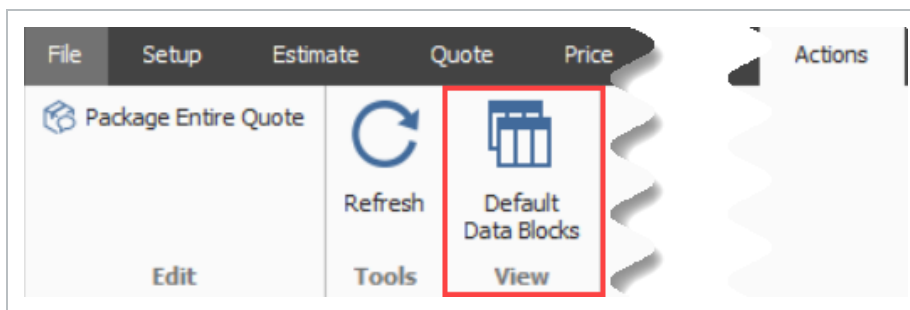 File Setup Estimate Quote Price Actions
Package Entire Quote
Refresh
Default
Data Blocks
Edit Tools View